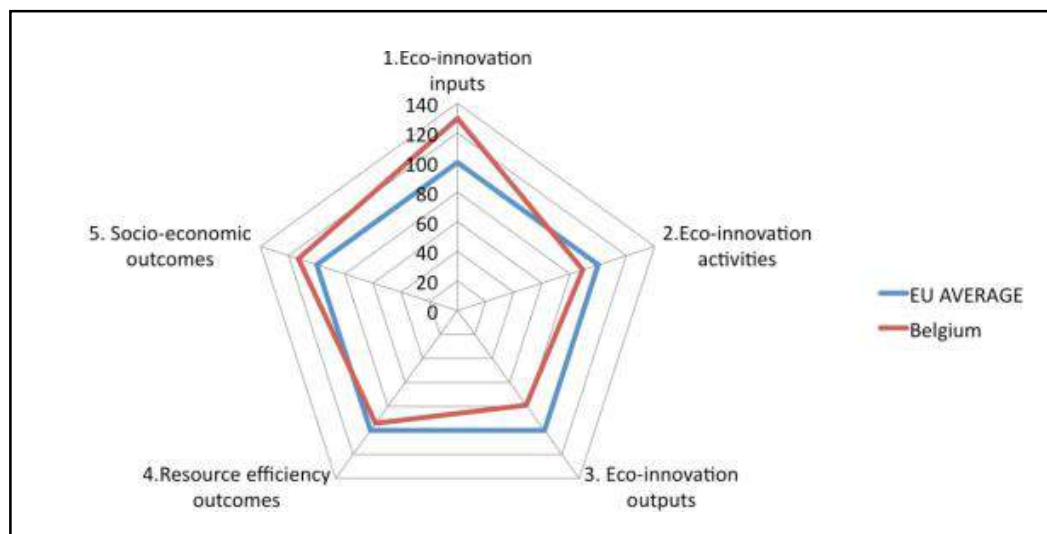 1.Eco-innovation
inputs
140
120
100
80
60
40
20
0
2.Eco-innovation
activities
3. Eco-innovation
outputs
4.Resource efficiency
outcomes
5. Socio-economic
outcomes
EU AVERAGE
Belgium